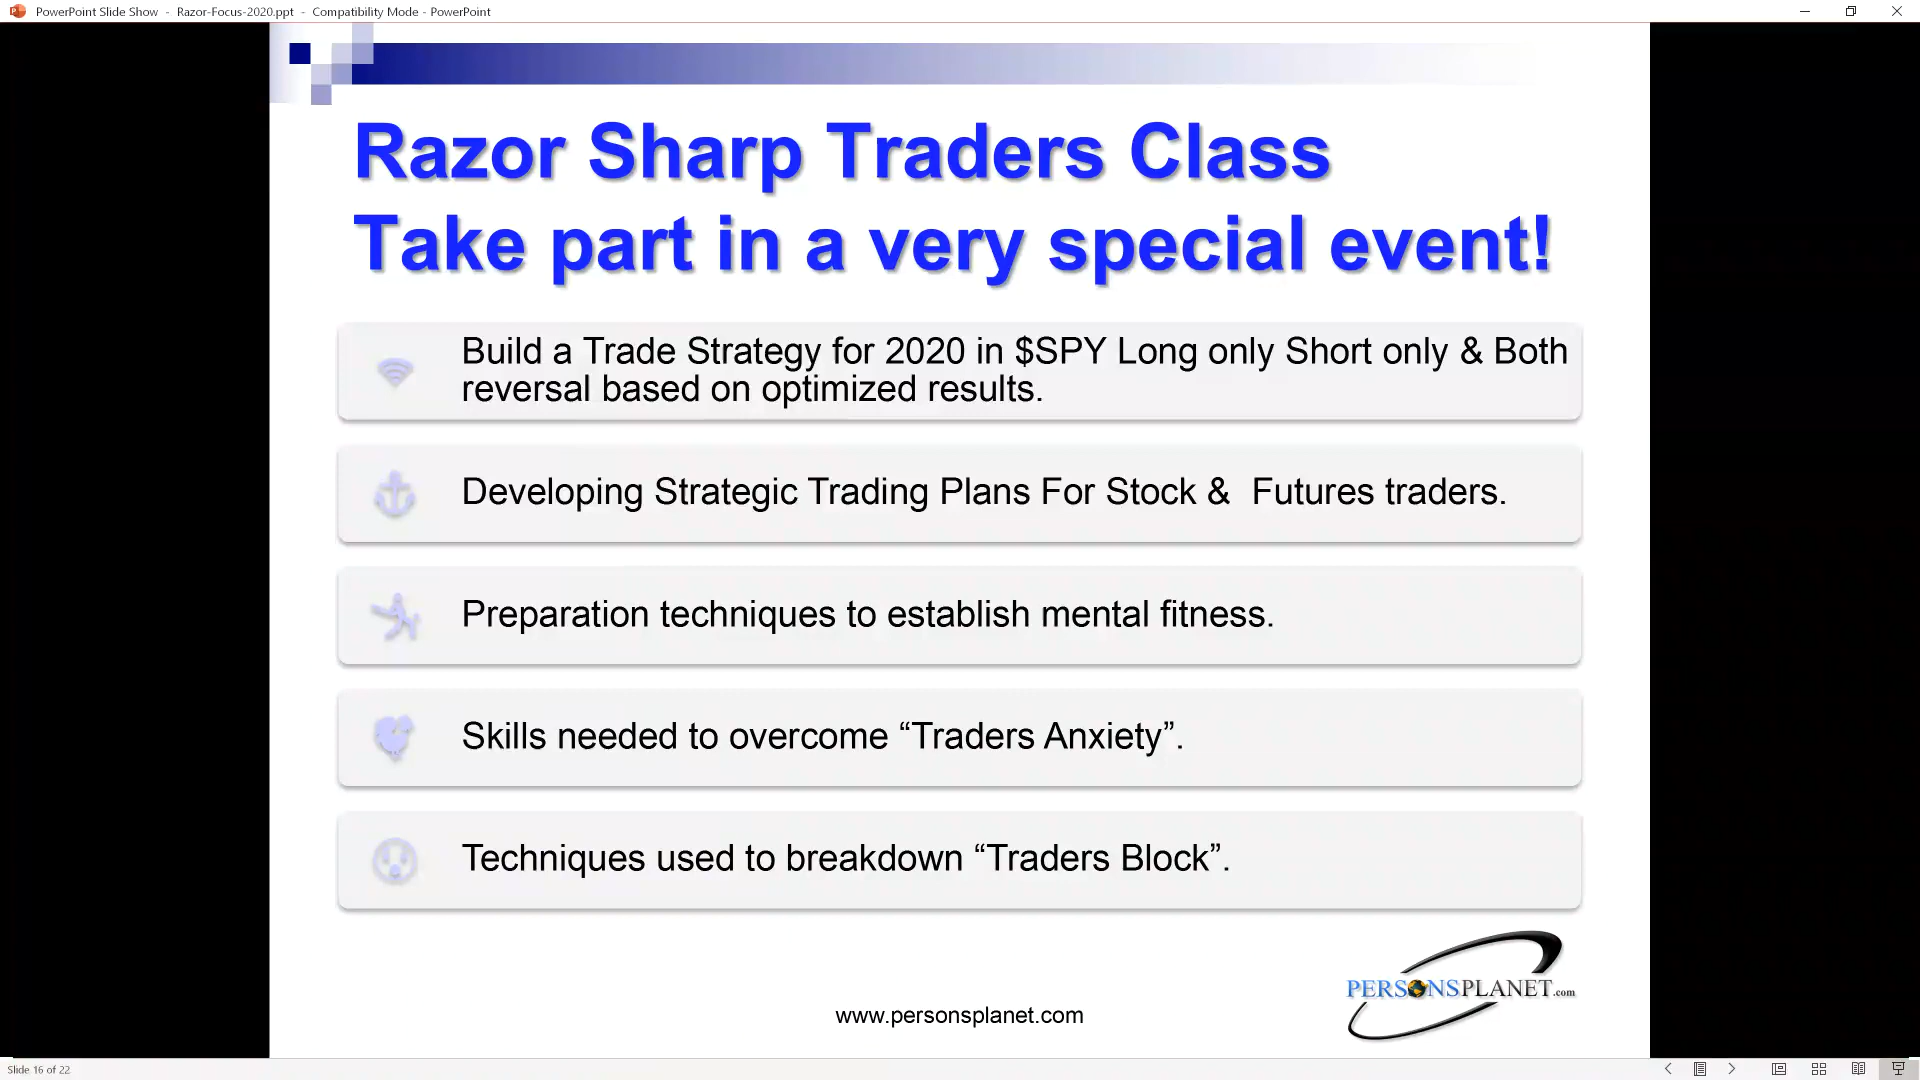 PowerPoint Slide Show - Razor-Focus-2020.ppt - Compatibility Mode - PowerPoint
Razor Sharp Traders Class
Take part in a very special event!
Build a Trade Strategy for 2020 in $SPY Long only Short only & Both
reversal based on optimized results.
Developing Strategic Trading Plans For Stock &  Futures traders.
Preparation techniques to establish mental fitness.
Skills needed to overcome “Traders Anxiety”.
Techniques used to breakdown “Traders Block”.
PERSONSPLANET.com
www.personsplanet.com
Slide 16 of 22